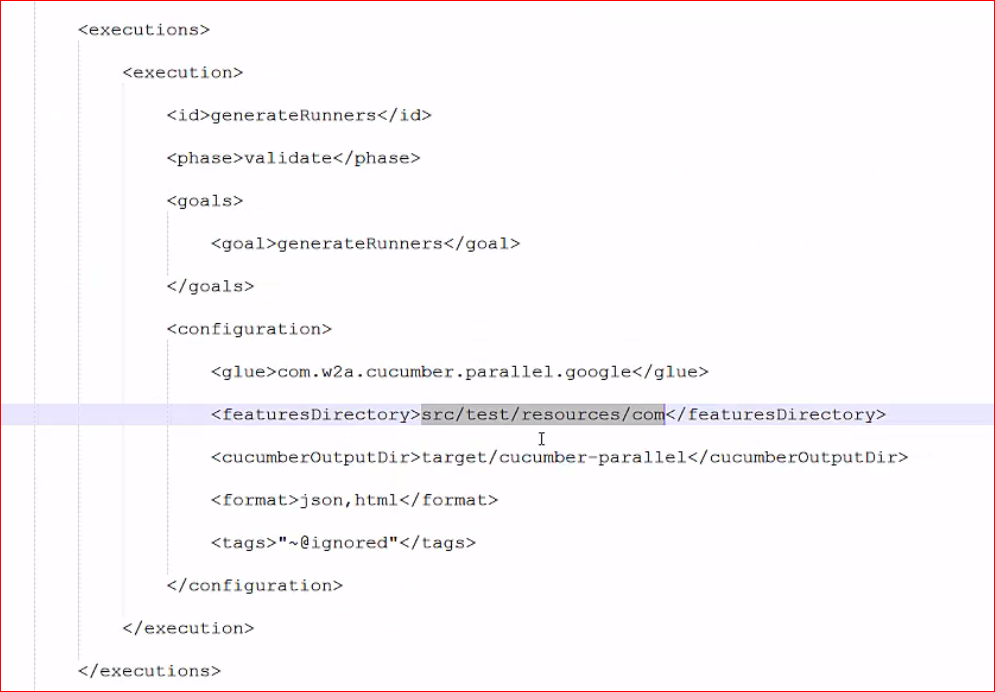 <executions>
<execution>
<id>generateRunners</id>
<phase>validate</phase>
<goals>
<goal>generateRunners</goal>
</goals>
<configuration>
<glue>com.w2a.cucumber.parallel.google</glue>
<featuresDirectory>src/test/resources/com</featuresDirectory>
<cucumberOutputDir>target/cucumber-parallel</cucumberOutputDir>
<format>json,html</format>
<tags>"~@ignored"</tags>
</configuration>
</execution>
</executions>